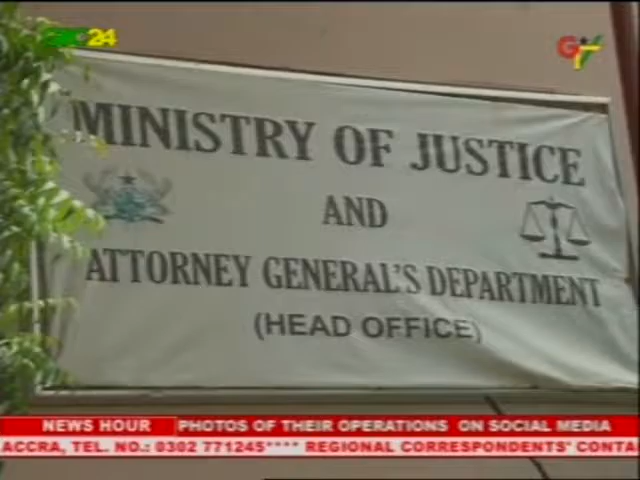 24
MINISTRY OF JUSTICE
AND
ATTORNEY GENERAL'S DEPARTMENT
(HEAD OFFICE)
NEWS HOUR
PHOTOS OF THEIR OPERATIONS ON SOCIAL MEDIA
ACCRA, TEL. NO.: 0302 771245**** REGIONAL CORRESPONDENTS' CONTA